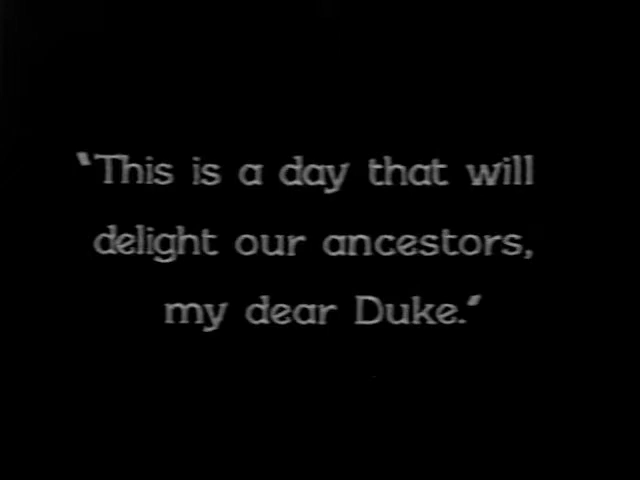 "This is a day that will
delight our ancestors,
my dear Duke."